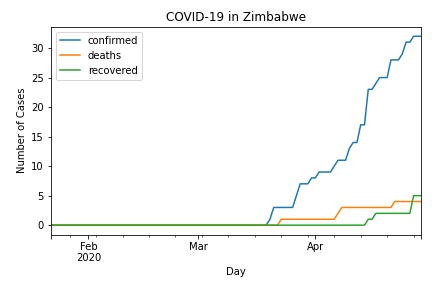 COVID-19 in Zimbabwe
confirmed
deaths
recovered
Number of Cases
30
25
20
15
10
5
0
Feb
2020
Mar
Apr
Day